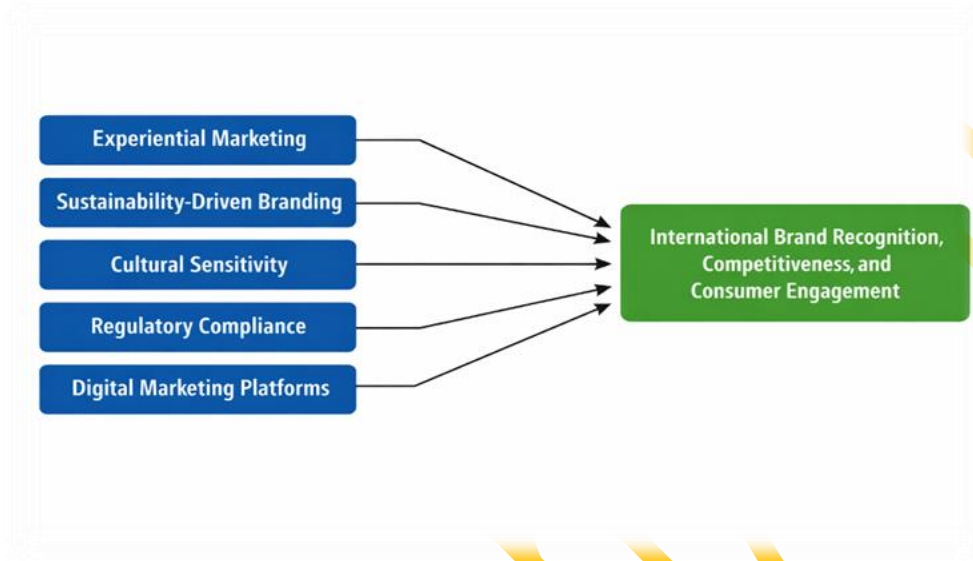 Experiential Marketing
Sustainability-Driven Branding
Cultural Sensitivity
Regulatory Compliance
Digital Marketing Platforms
International Brand Recognition,
Competitiveness, and
Consumer Engagement